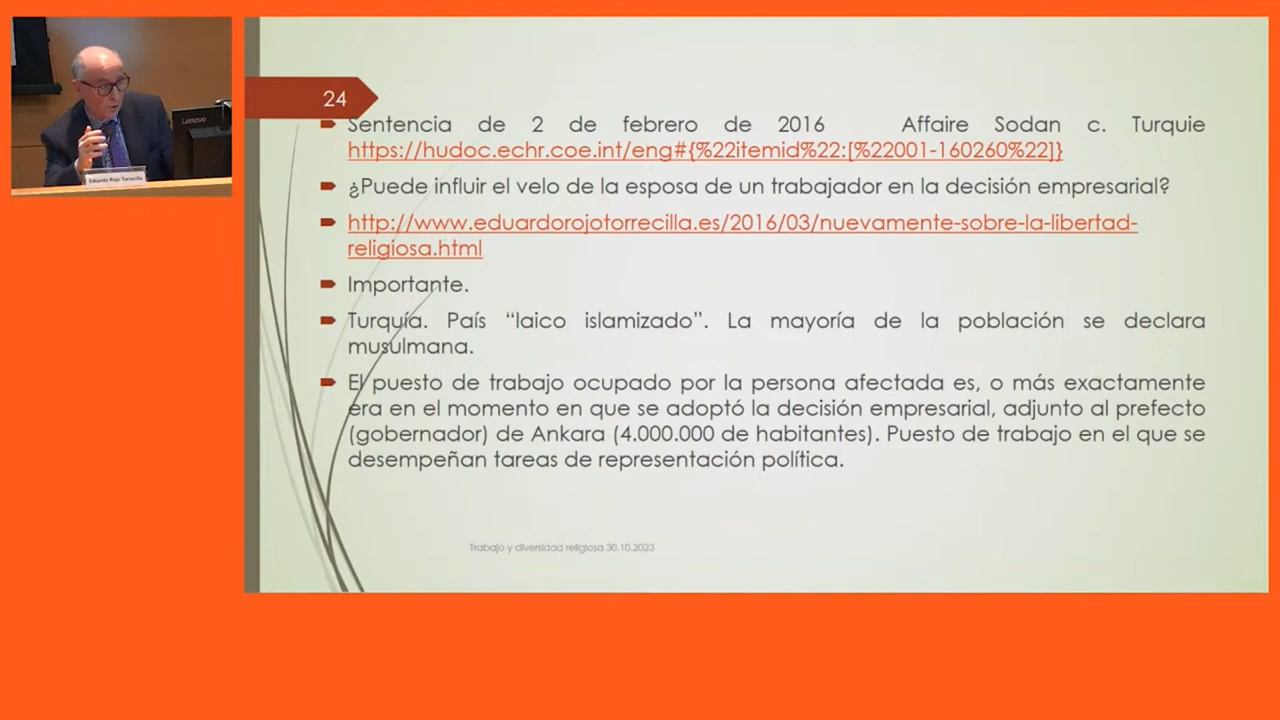 Lenovo
Eduardo Rojo Torrecilla
24
Sentencia de 2 de febrero de 2016 Affaire Sodan c. Turquie
https://hudoc.echr.coe.int/eng#{%22itemid%22:[%22001-160260%22]}
¿Puede influir el velo de la esposa de un trabajador en la decisión empresarial?
http://www.eduardorojotorrecilla.es/2016/03/nuevamente-sobre-la-libertad-
religiosa.html
Importante.
Turquía. País “laico islamizado”. La mayoría de la población se declara
musulmana.
El puesto de trabajo ocupado por la persona afectada es, o más exactamente
era en el momento en que se adoptó la decisión empresarial, adjunto al prefecto
(gobernador) de Ankara (4.000.000 de habitantes). Puesto de trabajo en el que se
desempeñan tareas de representación política.
Trabajo y diversidad religiosa 30.10.2023